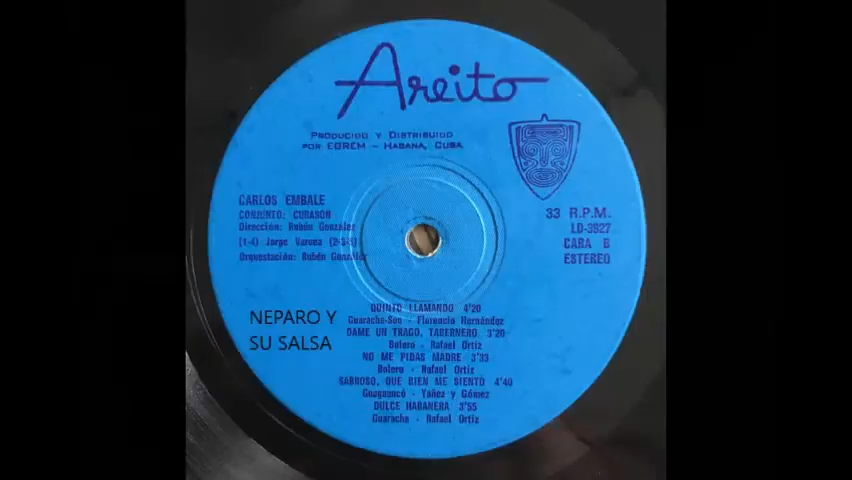 Areito
PRODUCIDO Y DISTRIBUIDO
POR EGREM – HABANA, CUBA
CARLOS EMBALE
CONJUNTO: CUBASON
Dirección: Rubén González
(1-4) Jorge Varona (2-3-5)
Orquestación: Rubén González
33 R.P.M.
LD-3927
CARA B
ESTEREO
QUINTO LLAMANDO 4'20
Guaracha-Son - Florencio Hernández
DAME UN TRAGO, TABERNERO 3'20
Bolero - Rafael Ortiz
NO ME PIDAS MADRE 3'33
Bolero - Rafael Ortiz
SABROSO, QUE BIEN ME SIENTO 4'40
Guaguancó - Yañez y Gómez
DULCE HABANERA 3'55
Guaracha - Rafael Ortiz
NEPARO Y
SU SALSA